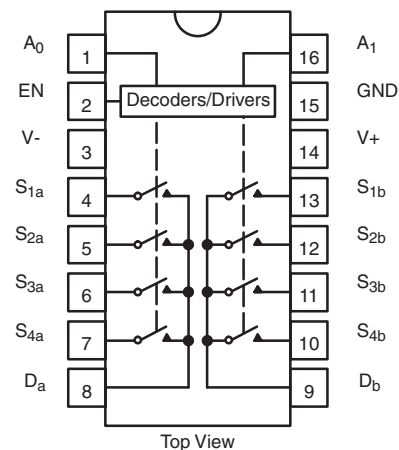 A0 1 16 A1
EN 2 Decoders/Drivers 15 GND
V- 3 14 V+
S1a 4 13 S1b
S2a 5 12 S2b
S3a 6 11 S3b
S4a 7 10 S4b
Da 8 9 Db
Top View